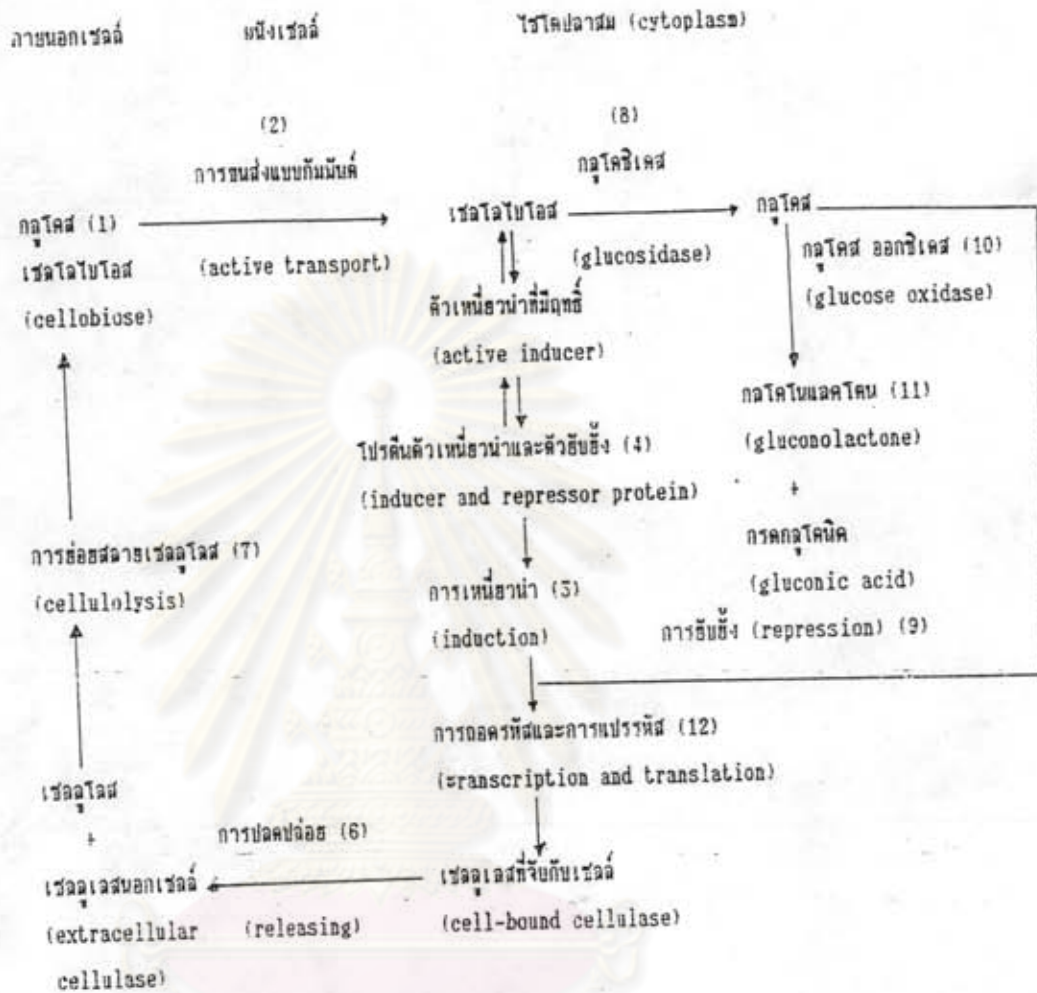 ภายนอกเซลล์ ผนังเซลล์ ไซโตปลาสม (cytoplasm)
(2) (8)
การขนส่งแบบกัมมันต์ กลูโคซิเดส
กลูโคส (1) เซลโลไบโอส กลูโคส
เซลโลไบโอส (active transport) (glucosidase) กลูโคส ออกซิเดส (10)
(cellobiose) ตัวเหนี่ยวนำที่มีฤทธิ์ (glucose oxidase)
(active inducer)
กลูโคโนแลคโตน (11)
โปรตีนตัวเหนี่ยวนำและตัวยับยั้ง (4) (gluconolactone)
(inducer and repressor protein) +
การย่อยสลายเซลลูโลส (7) กรดกลูโคนิค
(cellulolysis) การเหนี่ยวนำ (3) (gluconic acid)
(induction) การยับยั้ง (repression) (9)
การถอดรหัสและการแปรรหัส (12)
เซลลูโลส (transcription and translation)
+ การปลดปล่อย (6)
เซลลูเลสนอกเซลล์ เซลลูเลสที่จับกับเซลล์
(extracellular (releasing) (cell-bound cellulase)
cellulase)